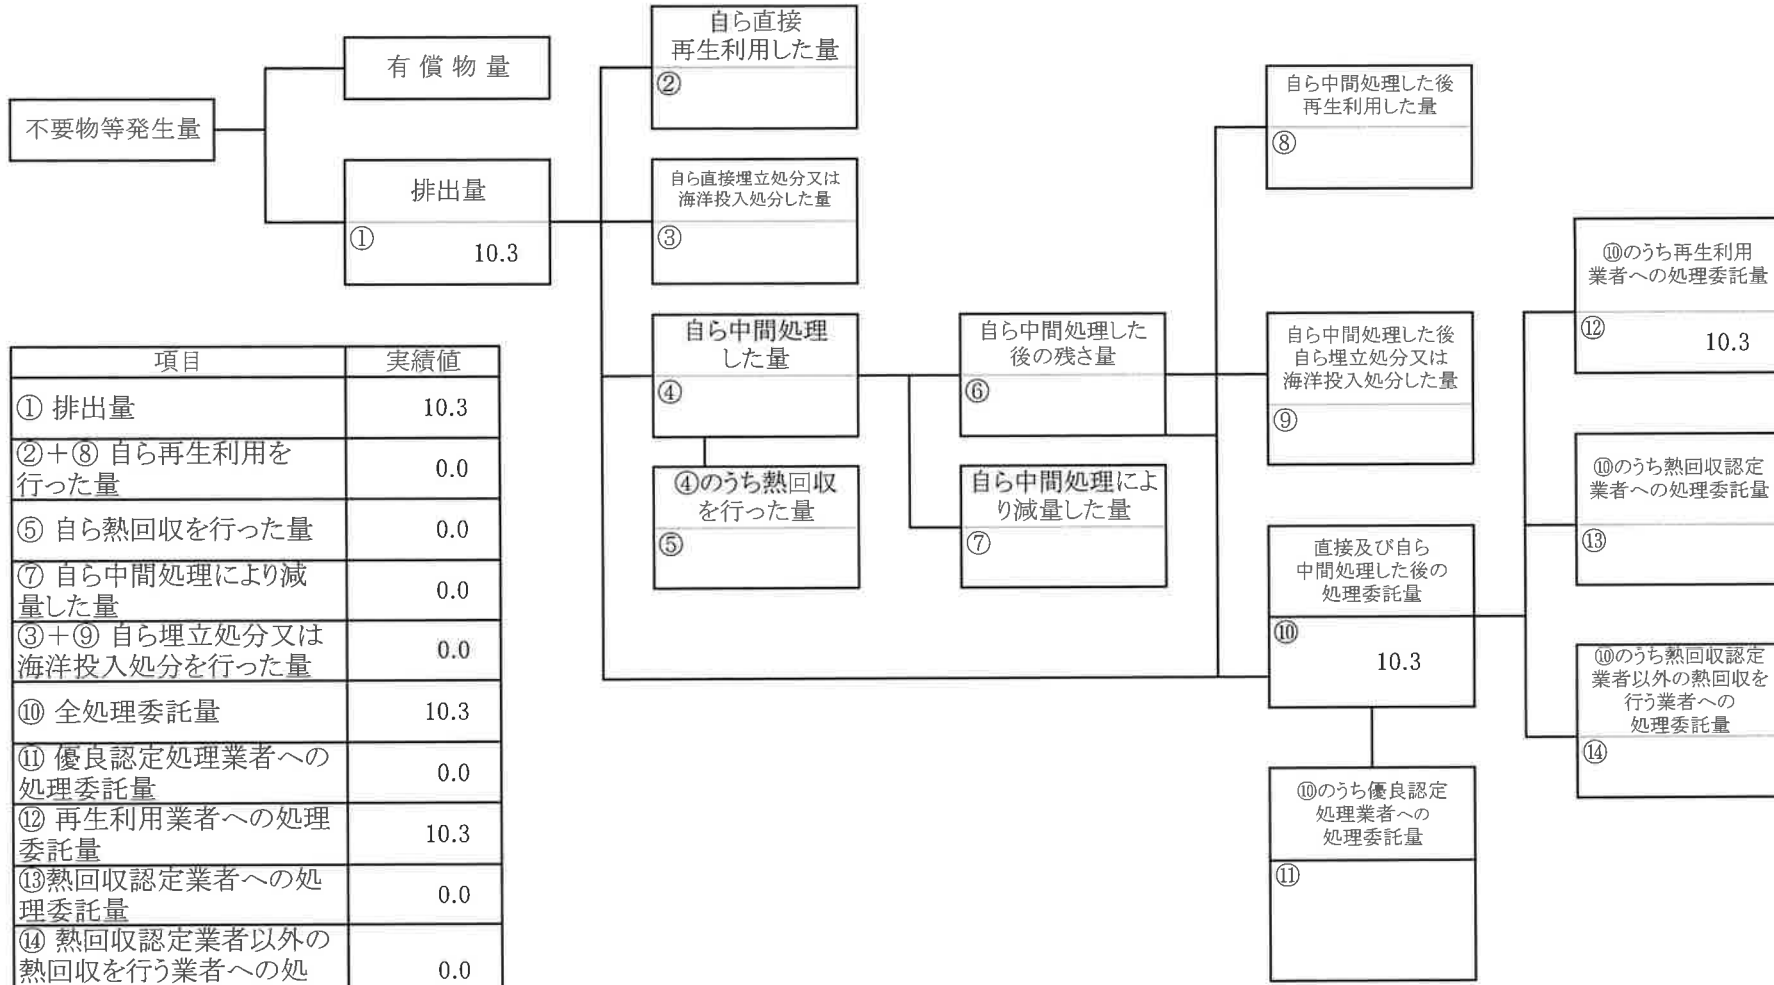 不要物等発生量
有償物量
排出量
①
10.3
自ら直接
再生利用した量
②
自ら直接埋立処分又は
海洋投入処分した量
③
自ら中間処理
した量
④
④のうち熱回収
を行った量
⑤
自ら中間処理した
後の残さ量
⑥
自ら中間処理によ
り減量した量
⑦
自ら中間処理した後
再生利用した量
⑧
自ら中間処理した後
自ら埋立処分又は
海洋投入処分した量
⑨
直接及び自ら
中間処理した後の
処理委託量
⑩
10.3
⑩のうち優良認定
処理業者への
処理委託量
⑪
⑩のうち再生利用
業者への処理委託量
⑫
10.3
⑩のうち熱回収認定
業者への処理委託量
⑬
⑩のうち熱回収認定
業者以外の熱回収を
行う業者への
処理委託量
⑭
項目 実績値
① 排出量 10.3
②+⑧ 自ら再生利用を
行った量 0.0
⑤ 自ら熱回収を行った量 0.0
⑦ 自ら中間処理により減
量した量 0.0
③+⑨ 自ら埋立処分又は
海洋投入処分を行った量 0.0
⑩ 全処理委託量 10.3
⑪ 優良認定処理業者への
処理委託量 0.0
⑫ 再生利用業者への処理
委託量 10.3
⑬熱回収認定業者への処
理委託量 0.0
⑭ 熱回収認定業者以外の
熱回収を行う業者への処 0.0